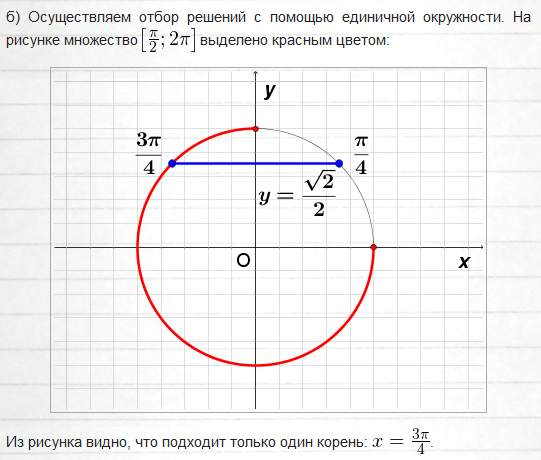 б) Осуществляем отбор решений с помощью единичной окружности. На
рисунке множество [π/2; 2π] выделено красным цветом:
y
3π/4
π/4
y = √2/2
O
x
Из рисунка видно, что подходит только один корень: x = 3π/4.